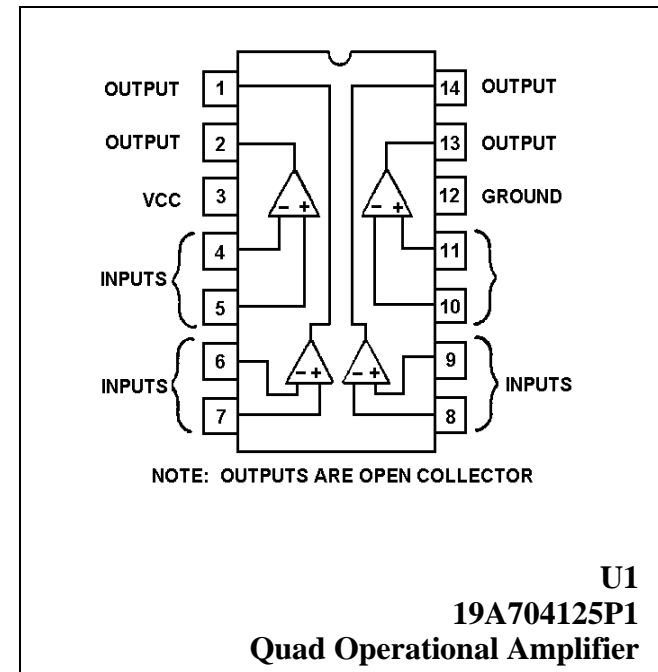 OUTPUT 1 14 OUTPUT
OUTPUT 2 13 OUTPUT
VCC 3 12 GROUND
- + - +
4 11
INPUTS
5 10
6 9
- + - +
INPUTS INPUTS
7 8
NOTE: OUTPUTS ARE OPEN COLLECTOR
U1
19A704125P1
Quad Operational Amplifier